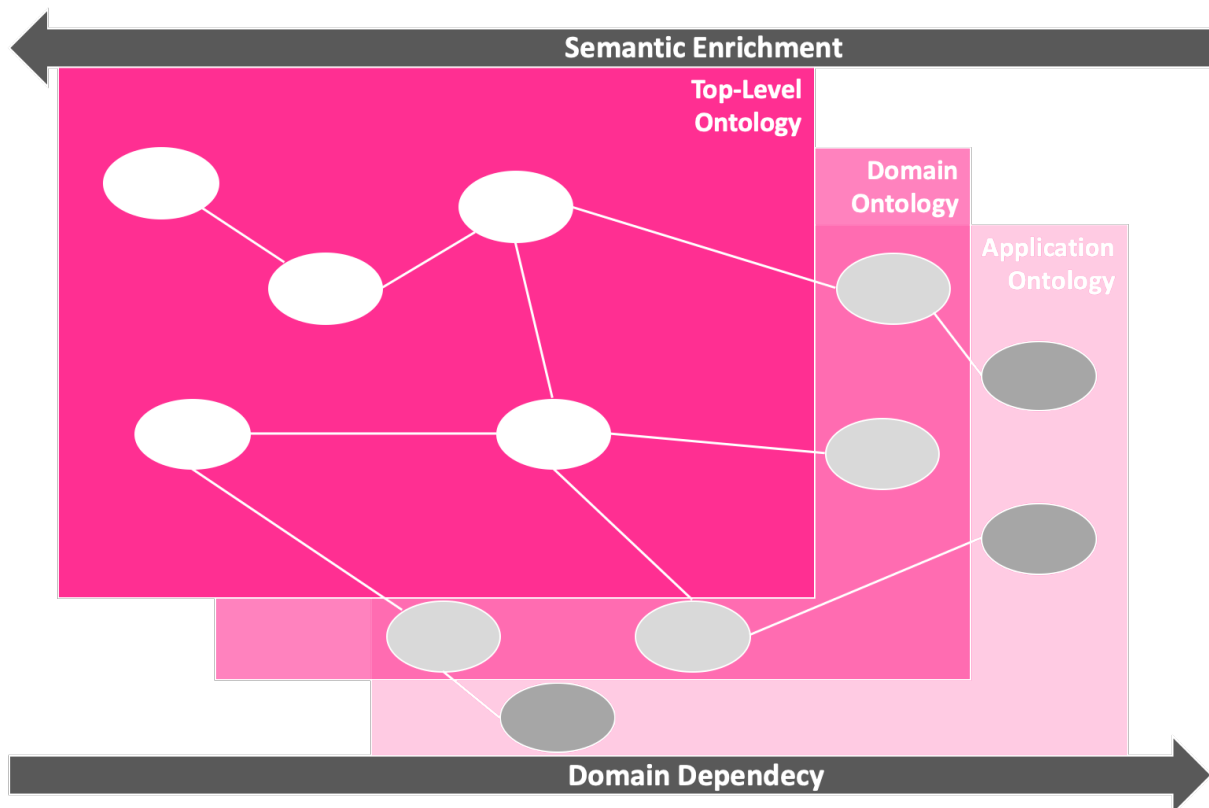 Semantic Enrichment
Top-Level
Ontology
Domain
Ontology
Application
Ontology
Domain Dependecy